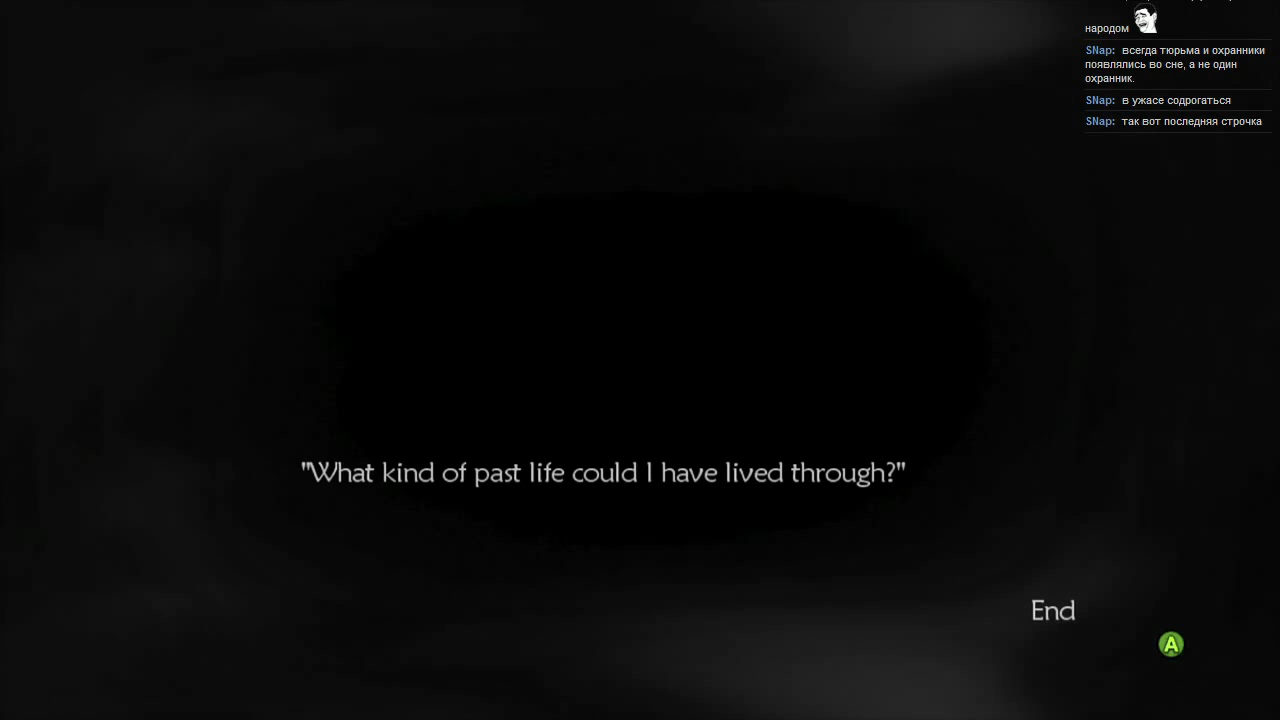 народом
SNap: всегда тюрьма и охранники
появлялись во сне, а не один
охранник.
SNap: в ужасе содрогаться
SNap: так вот последняя строчка
"What kind of past life could I have lived through?"
End
A